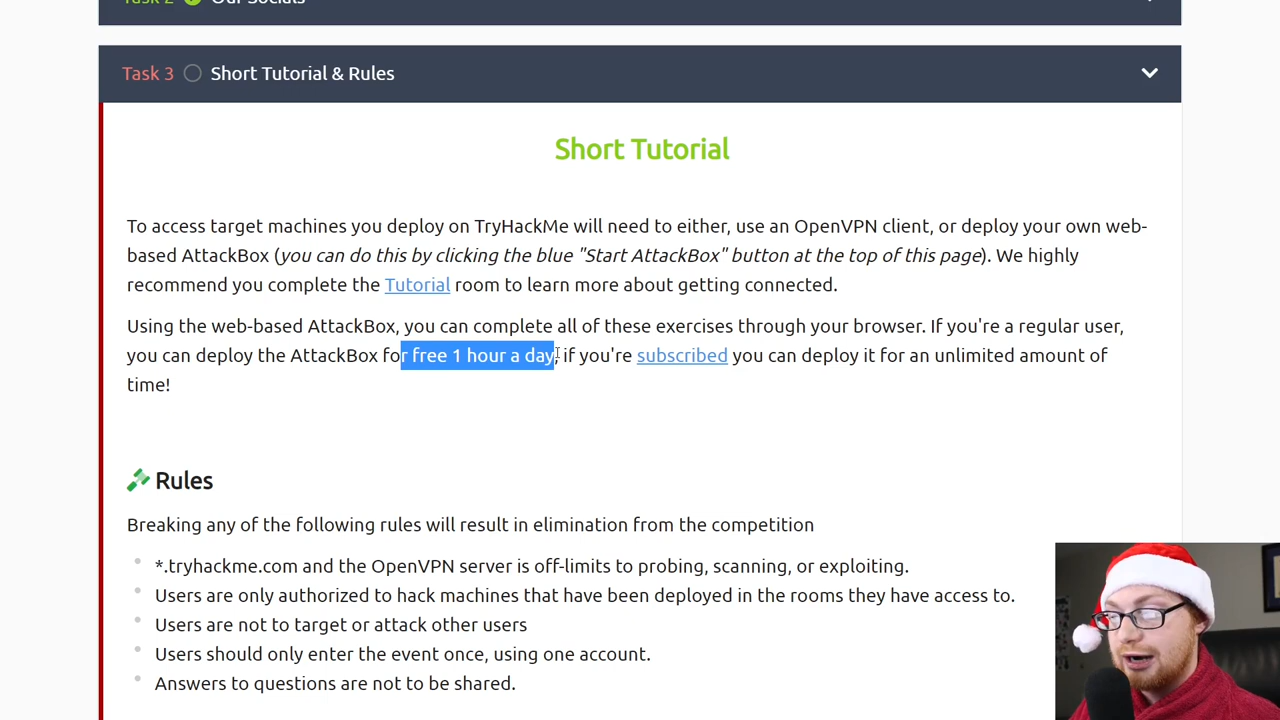 Task 2 Our Socials
Task 3 Short Tutorial & Rules
Short Tutorial
To access target machines you deploy on TryHackMe will need to either, use an OpenVPN client, or deploy your own web-
based AttackBox (you can do this by clicking the blue "Start AttackBox" button at the top of this page). We highly
recommend you complete the Tutorial room to learn more about getting connected.
Using the web-based AttackBox, you can complete all of these exercises through your browser. If you're a regular user,
you can deploy the AttackBox for free 1 hour a day, if you're subscribed you can deploy it for an unlimited amount of
time!
Rules
Breaking any of the following rules will result in elimination from the competition
*.tryhackme.com and the OpenVPN server is off-limits to probing, scanning, or exploiting.
Users are only authorized to hack machines that have been deployed in the rooms they have access to.
Users are not to target or attack other users
Users should only enter the event once, using one account.
Answers to questions are not to be shared.